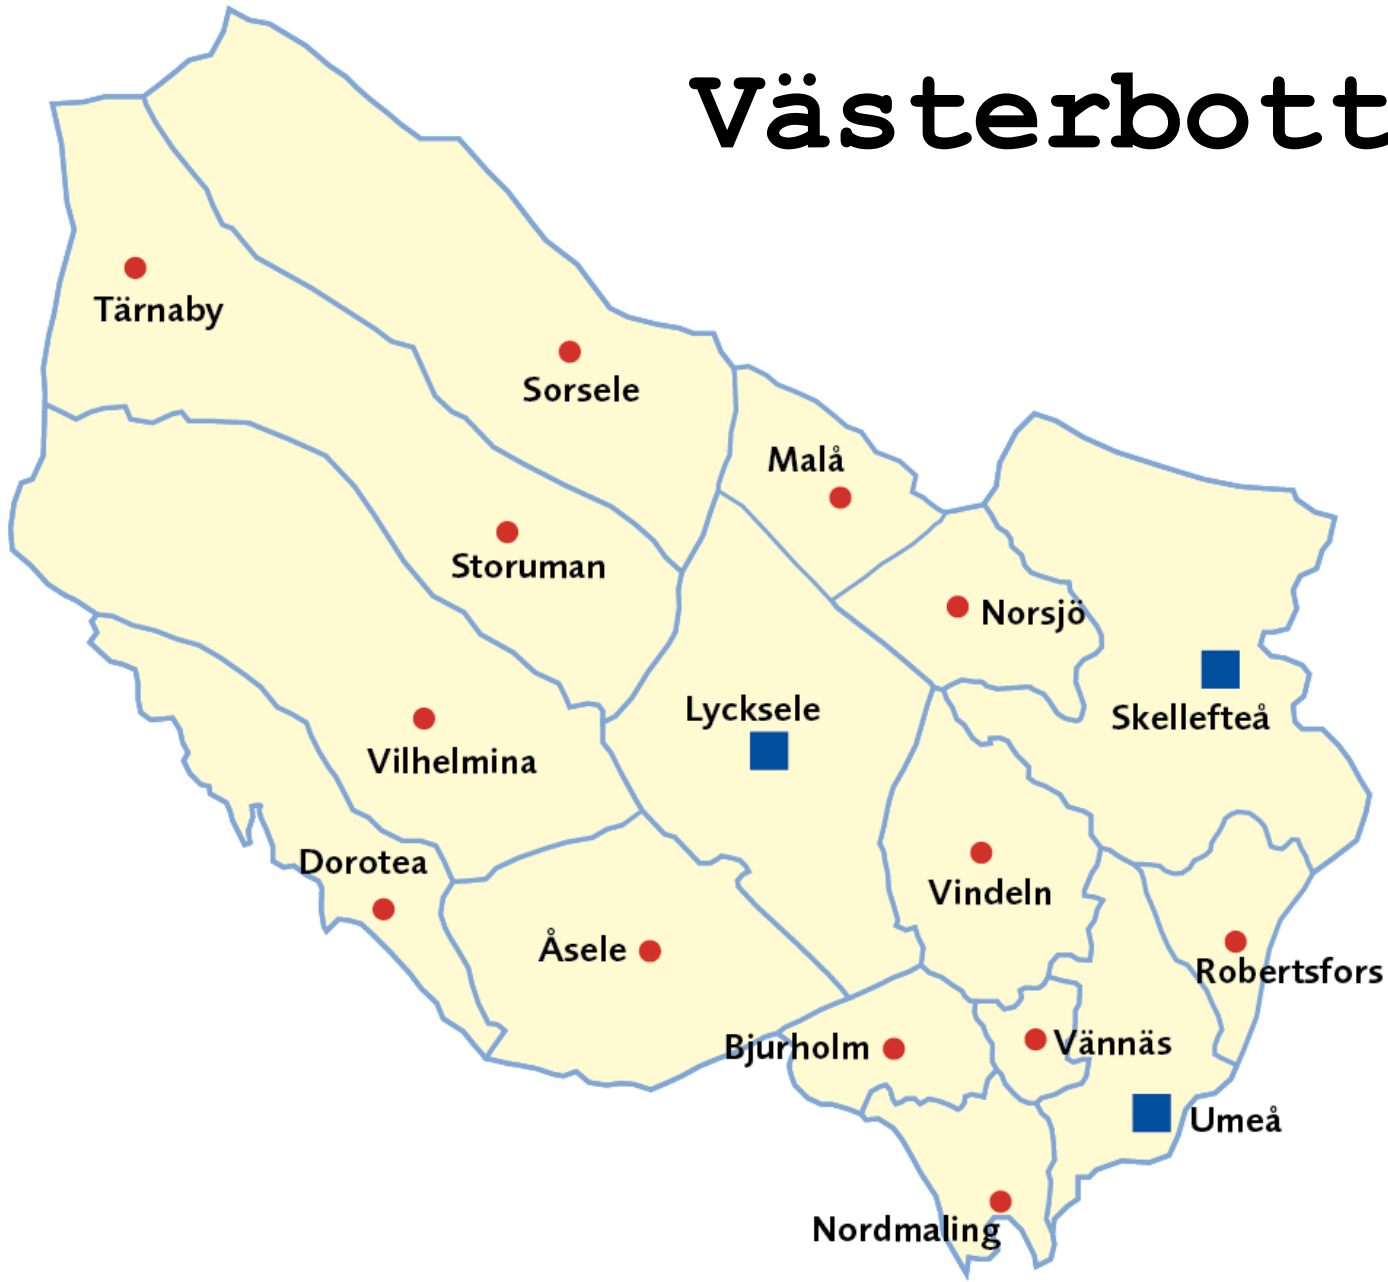 Västerbott
Tärnaby
Sorsele
Malå
Storuman
Norsjö
Lycksele
Skellefteå
Vilhelmina
Dorotea
Vindeln
Åsele
Robertsfors
Bjurholm
Vännäs
Umeå
Nordmaling